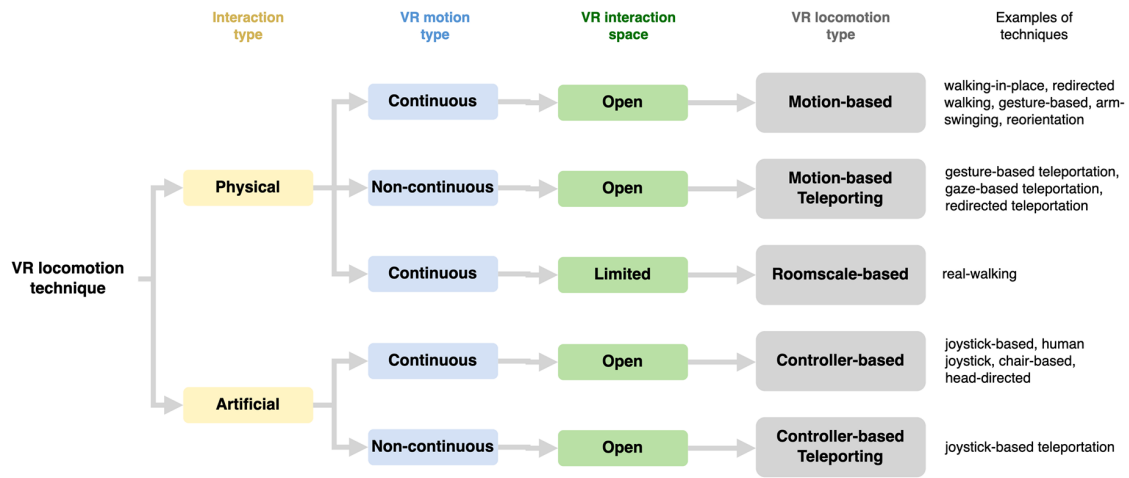 Interaction
type
VR motion
type
VR interaction
space
VR locomotion
type
Examples of
techniques
VR locomotion
technique
Physical
Continuous
Open
Motion-based
walking-in-place, redirected
walking, gesture-based, arm-
swinging, reorientation
Non-continuous
Open
Motion-based
Teleporting
gesture-based teleportation,
gaze-based teleportation,
redirected teleportation
Continuous
Limited
Roomscale-based
real-walking
Artificial
Continuous
Open
Controller-based
joystick-based, human
joystick, chair-based,
head-directed
Non-continuous
Open
Controller-based
Teleporting
joystick-based teleportation